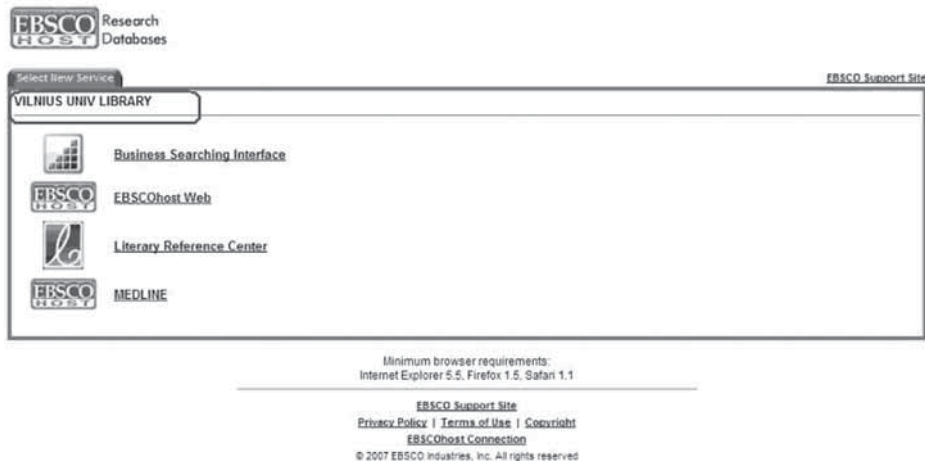 EBSCO Research
HOST Databases
Select New Service
EBSCO Support Site
VILNIUS UNIV LIBRARY
Business Searching Interface
EBSCO HOST
EBSCOhost Web
Literary Reference Center
EBSCO HOST
MEDLINE
Minimum browser requirements:
Internet Explorer 5.5, Firefox 1.5, Safari 1.1
EBSCO Support Site
Privacy Policy | Terms of Use | Copyright
EBSCOhost Connection
© 2007 EBSCO Industries, Inc. All rights reserved